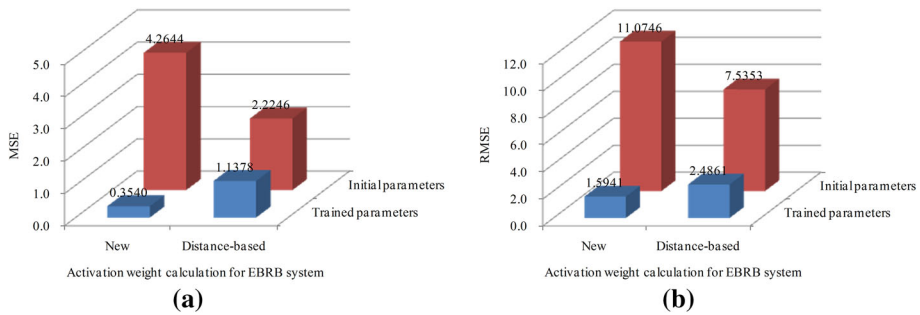 5.0
4.0
3.0
2.0
1.0
0.0
MSE
4.2644
2.2246
1.1378
0.3540
Initial parameters
Trained parameters
New
Distance-based
Activation weight calculation for EBRB system
(a)
12.0
10.0
8.0
6.0
4.0
2.0
0.0
RMSE
11.0746
7.5353
2.4861
1.5941
Initial parameters
Trained parameters
New
Distance-based
Activation weight calculation for EBRB system
(b)